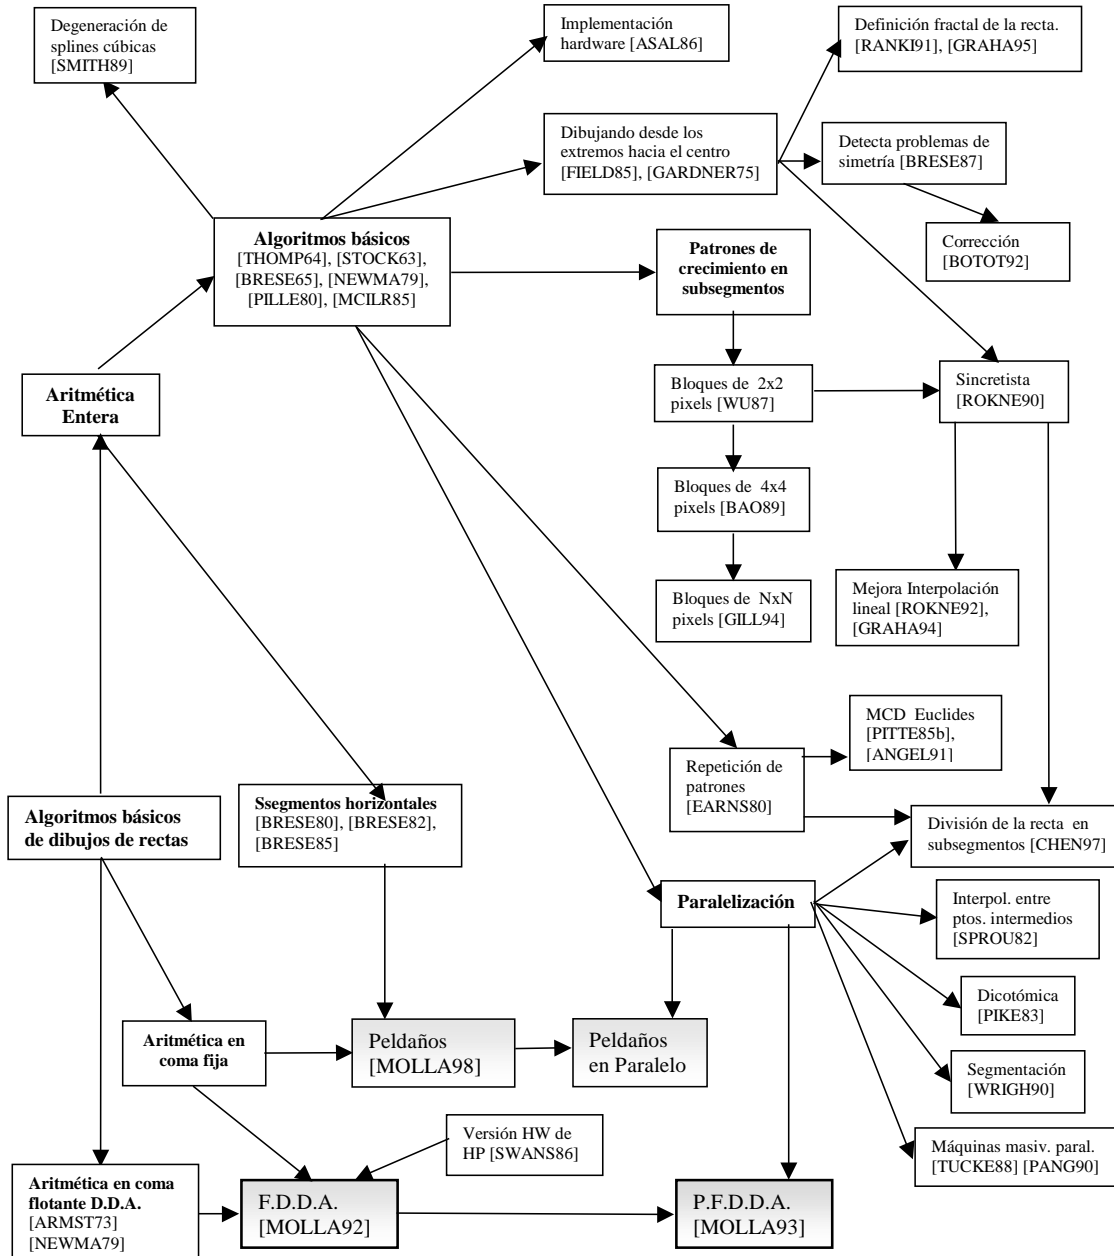 Degeneración de
splines cúbicas
[SMITH89]
Implementación
hardware [ASAL86]
Definición fractal de la recta.
[RANKI91], [GRAHA95]
Dibujando desde los
extremos hacia el centro
[FIELD85], [GARDNER75]
Detecta problemas de
simetría [BRESE87]
Corrección
[BOTOT92]
Algoritmos básicos
[THOMP64], [STOCK63],
[BRESE65], [NEWMA79],
[PILLE80], [MCILR85]
Patrones de
crecimiento en
subsegmentos
Aritmética
Entera
Bloques de 2x2
pixels [WU87]
Sincretista
[ROKNE90]
Bloques de 4x4
pixels [BAO89]
Bloques de NxN
pixels [GILL94]
Mejora Interpolación
lineal [ROKNE92],
[GRAHA94]
MCD Euclides
[PITTE85b],
[ANGEL91]
Repetición de
patrones
[EARNS80]
Algoritmos básicos
de dibujos de rectas
Ssegmentos horizontales
[BRESE80], [BRESE82],
[BRESE85]
División de la recta en
subsegmentos [CHEN97]
Paralelización
Interpol. entre
ptos. intermedios
[SPROU82]
Dicotómica
[PIKE83]
Aritmética en
coma fija
Peldaños
[MOLLA98]
Peldaños
en Paralelo
Segmentación
[WRIGH90]
Versión HW de
HP [SWANS86]
Máquinas masiv. paral.
[TUCKE88] [PANG90]
Aritmética en coma
flotante D.D.A.
[ARMST73]
[NEWMA79]
F.D.D.A.
[MOLLA92]
P.F.D.D.A.
[MOLLA93]